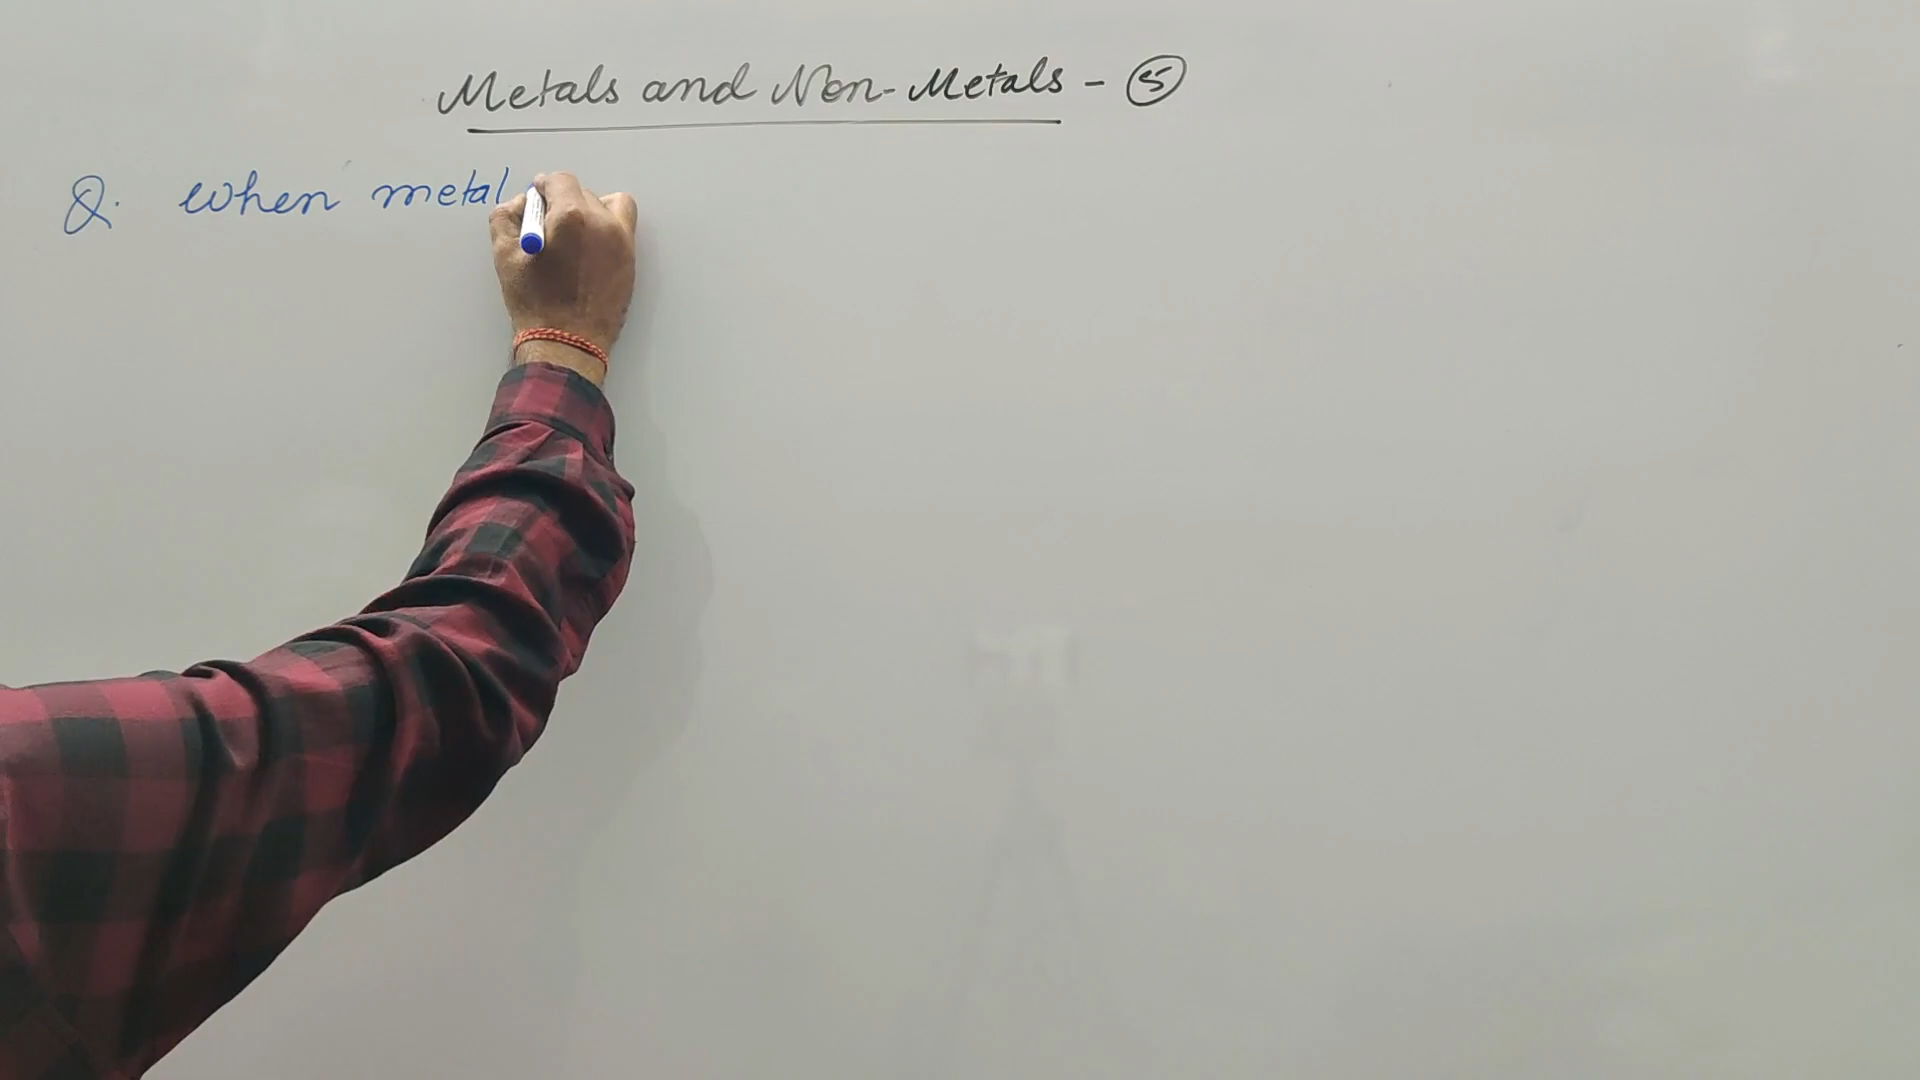 Metals and Non-Metals - ⑤
Q. When metal